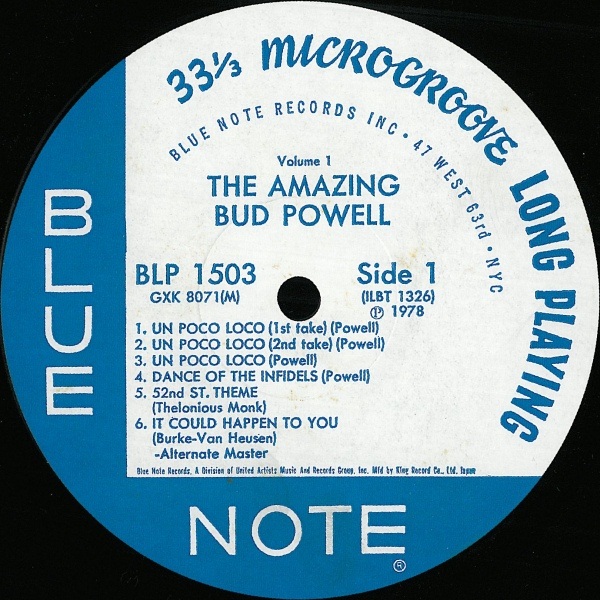 33⅓ MICROGROOVE LONG PLAYING
BLUE NOTE RECORDS INC • 47 WEST 63rd • NYC
Volume 1
THE AMAZING
BUD POWELL
BLP 1503
GXK 8071(M)
Side 1
(ILBT 1326)
℗ 1978
1. UN POCO LOCO (1st take) (Powell)
2. UN POCO LOCO (2nd take) (Powell)
3. UN POCO LOCO (Powell)
4. DANCE OF THE INFIDELS (Powell)
5. 52nd ST. THEME
(Thelonious Monk)
6. IT COULD HAPPEN TO YOU
(Burke-Van Heusen)
-Alternate Master
Blue Note Records, A Division of United Artists Music And Records Group, Inc. Mfd by King Record Co., Ltd. Japan
BLUE
NOTE
®